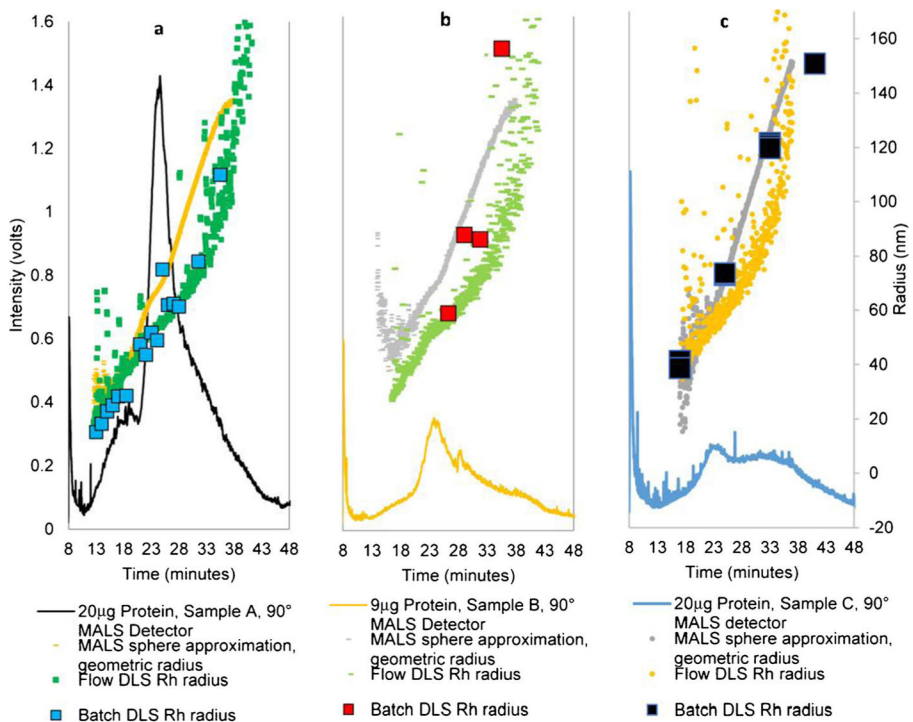 a
b
c
Intensity (volts)
1.6
1.4
1.2
1
0.8
0.6
0.4
0.2
0
160
140
120
100
80
60
40
20
0
-20
Radius (nm)
8 13 18 23 28 33 38 43 48
8 13 18 23 28 33 38 43 48
8 13 18 23 28 33 38 43 48
Time (minutes)
Time (minutes)
Time (minutes)
20µg Protein, Sample A, 90°
MALS Detector
MALS sphere approximation,
geometric radius
Flow DLS Rh radius
Batch DLS Rh radius
9µg Protein, Sample B, 90°
MALS Detector
MALS sphere approximation,
geometric radius
Flow DLS Rh radius
Batch DLS Rh radius
20µg Protein, Sample C, 90°
MALS detector
MALS sphere approximation,
geometric radius
Flow DLS Rh radius
Batch DLS Rh radius